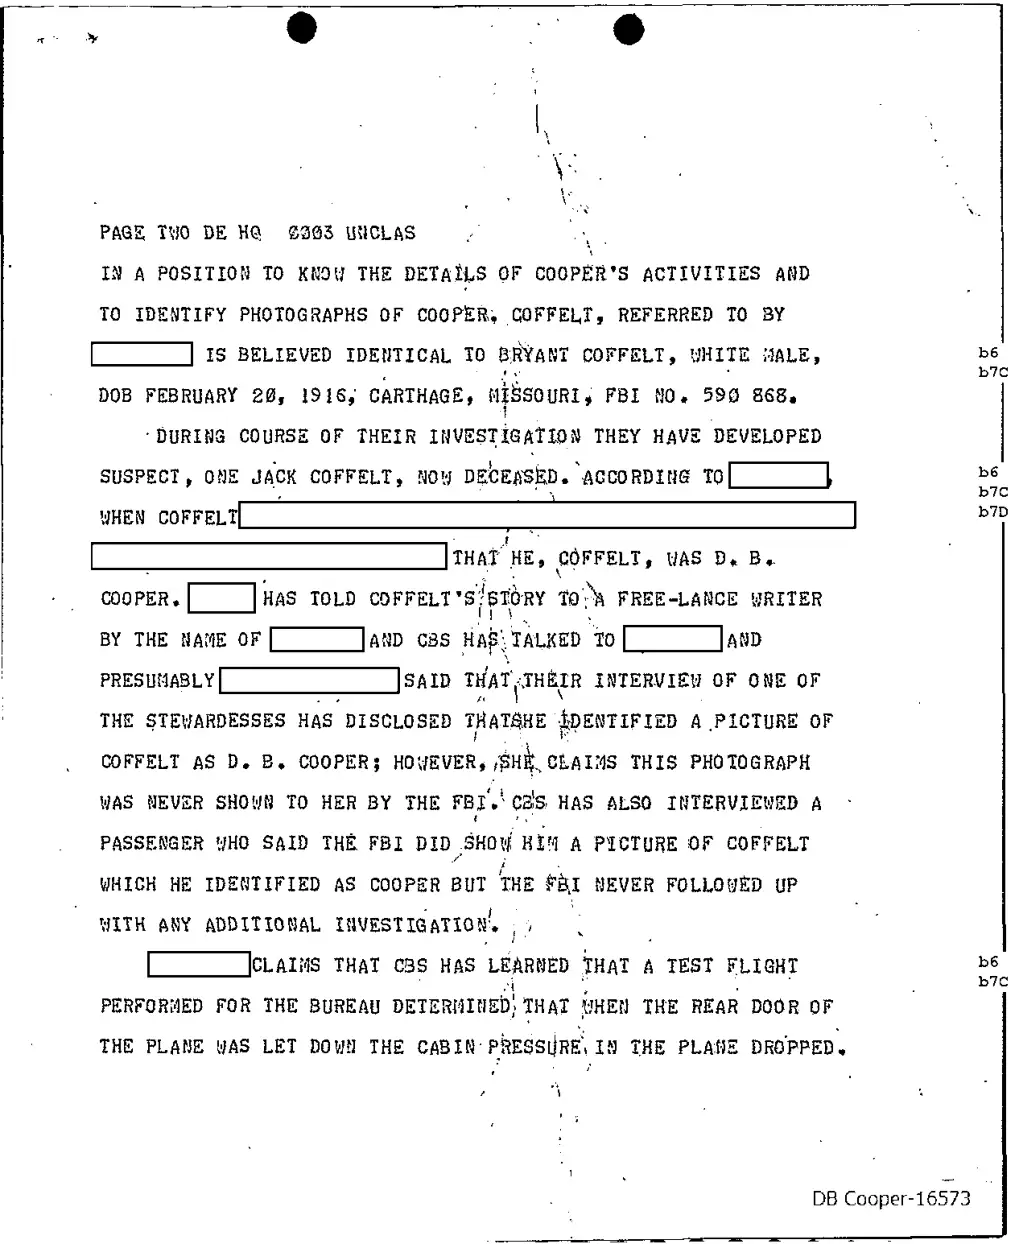 PAGE TWO DE HQ 0303 UNCLAS
IN A POSITION TO KNOW THE DETAILS OF COOPER'S ACTIVITIES AND
TO IDENTIFY PHOTOGRAPHS OF COOPER. COFFELT, REFERRED TO BY
IS BELIEVED IDENTICAL TO BRYANT COFFELT, WHITE MALE,
b6
b7C
DOB FEBRUARY 20, 1916, CARTHAGE, MISSOURI, FBI NO. 590 868.
DURING COURSE OF THEIR INVESTIGATION THEY HAVE DEVELOPED
SUSPECT, ONE JACK COFFELT, NOW DECEASED. ACCORDING TO ,
b6
b7C
b7D
WHEN COFFELT
THAT HE, COFFELT, WAS D. B.
COOPER. HAS TOLD COFFELT'S STORY TO A FREE-LANCE WRITER
BY THE NAME OF AND CBS HAS TALKED TO AND
PRESUMABLY SAID THAT THEIR INTERVIEW OF ONE OF
THE STEWARDESSES HAS DISCLOSED THATSHE IDENTIFIED A PICTURE OF
COFFELT AS D. B. COOPER; HOWEVER, SHE CLAIMS THIS PHOTOGRAPH
WAS NEVER SHOWN TO HER BY THE FBI. CBS HAS ALSO INTERVIEWED A
PASSENGER WHO SAID THE FBI DID SHOW HIM A PICTURE OF COFFELT
WHICH HE IDENTIFIED AS COOPER BUT THE FBI NEVER FOLLOWED UP
WITH ANY ADDITIONAL INVESTIGATION.
CLAIMS THAT CBS HAS LEARNED THAT A TEST FLIGHT
b6
b7C
PERFORMED FOR THE BUREAU DETERMINED THAT WHEN THE REAR DOOR OF
THE PLANE WAS LET DOWN THE CABIN PRESSURE IN THE PLANE DROPPED.
DB Cooper-16573